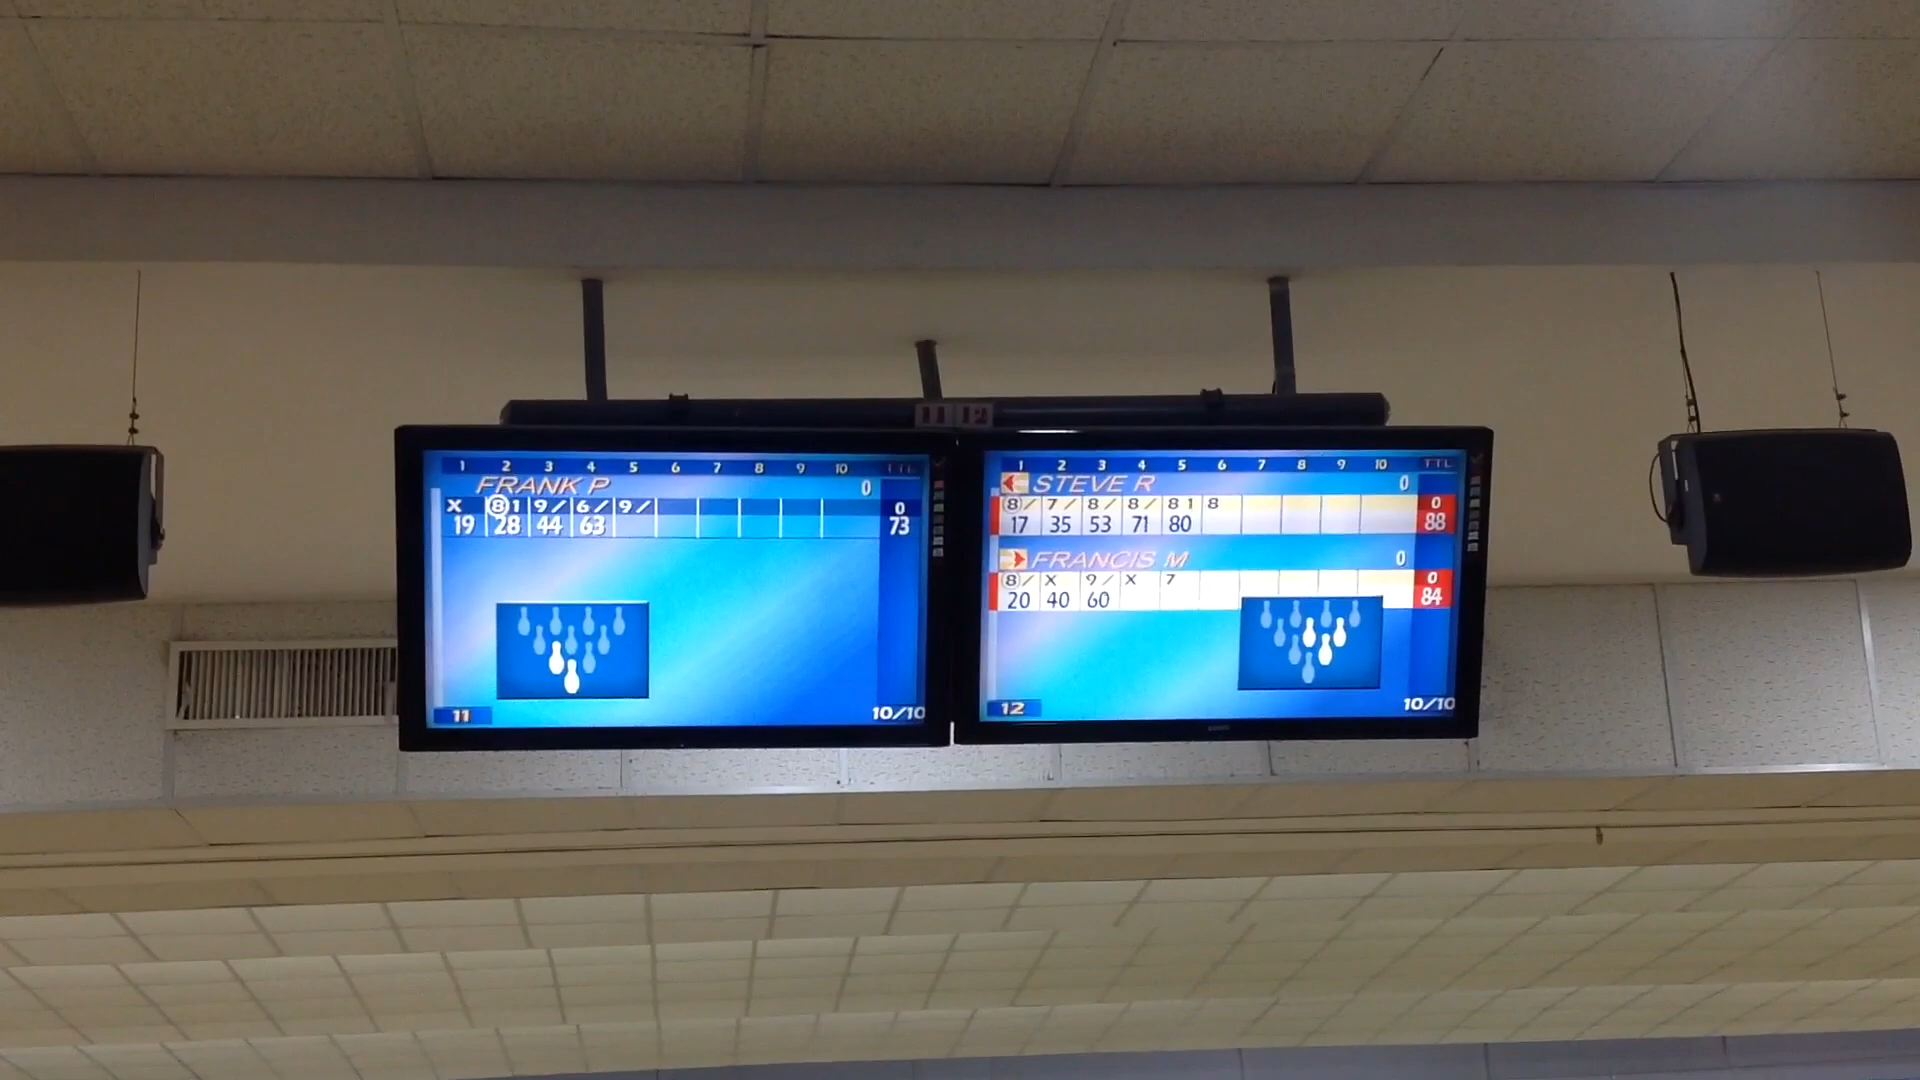 11 12
1 2 3 4 5 6 7 8 9 10 TTL
FRANK P 0
X 8 1 9 / 6 / 9 / 0
19 28 44 63 73
11 10/10
1 2 3 4 5 6 7 8 9 10 TTL
STEVE R 0
8 / 7 / 8 / 8 / 8 1 8 0
17 35 53 71 80 88
FRANCIS M 0
8 / X 9 / X 7 0
20 40 60 84
12 10/10